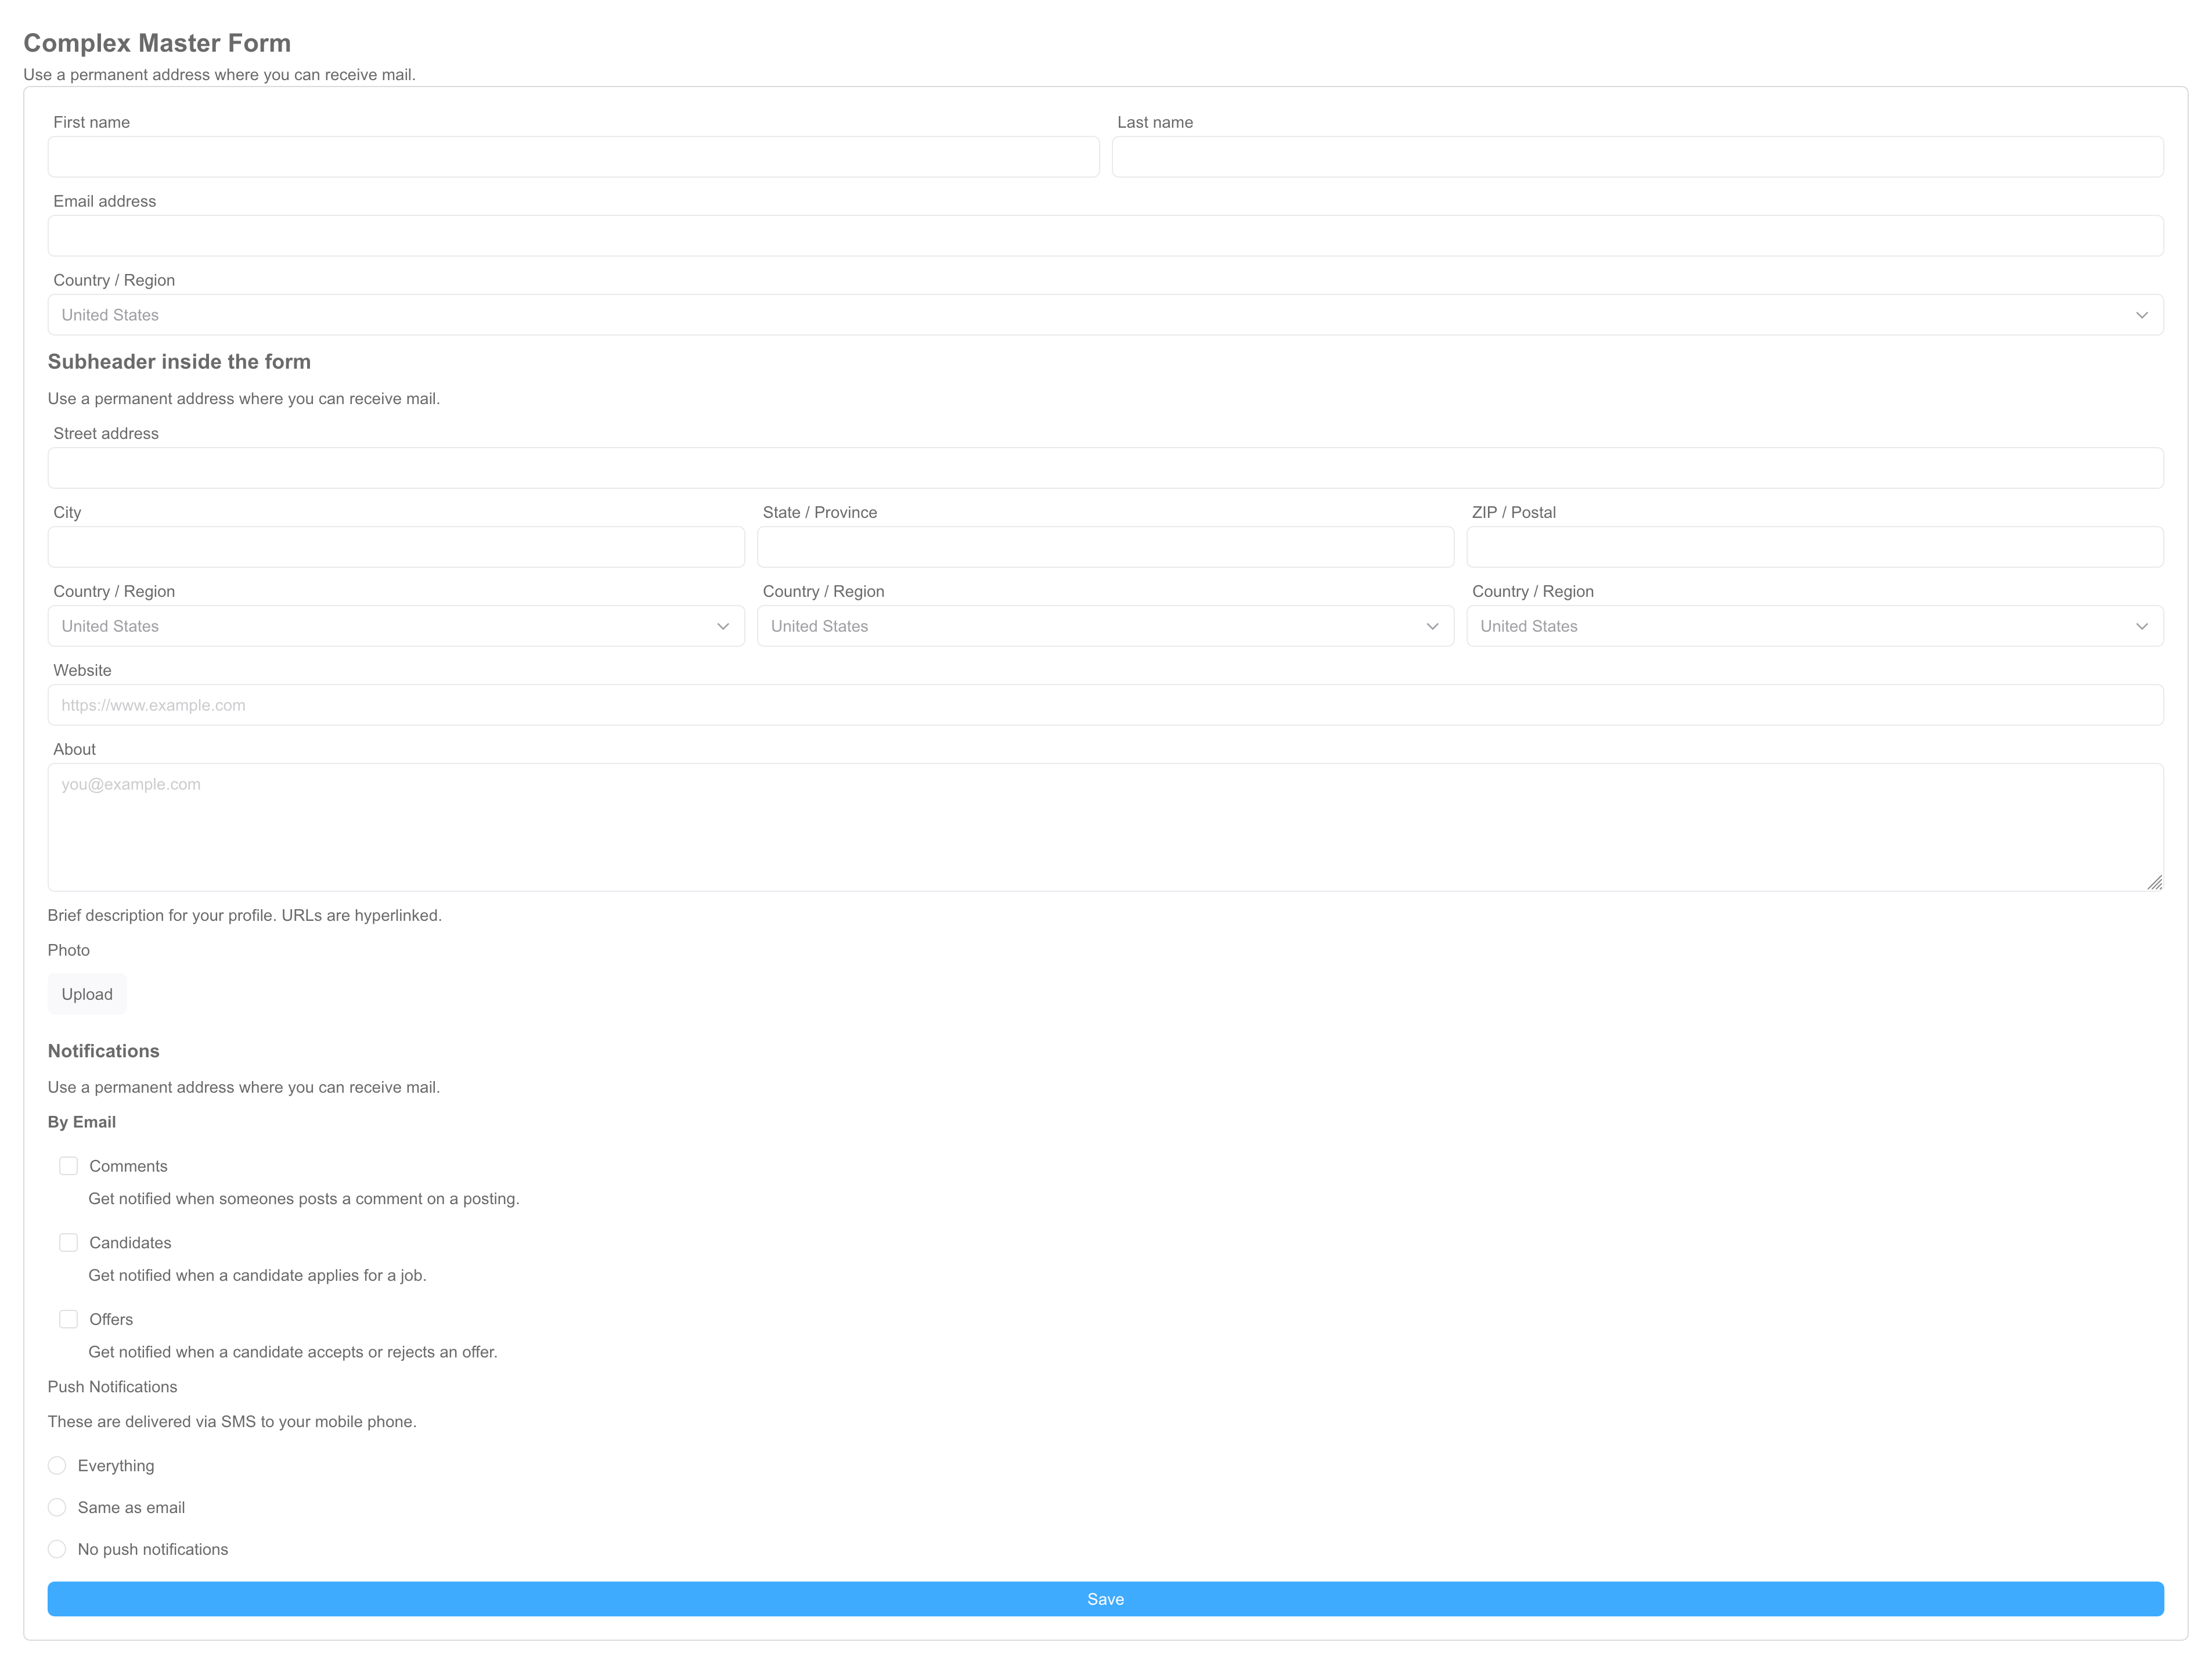 Complex Master Form
Use a permanent address where you can receive mail.
First name Last name
Email address
Country / Region
United States
Subheader inside the form
Use a permanent address where you can receive mail.
Street address
City State / Province ZIP / Postal
Country / Region Country / Region Country / Region
United States United States United States
Website
https://www.example.com
About
you@example.com
Brief description for your profile. URLs are hyperlinked.
Photo
Upload
Notifications
Use a permanent address where you can receive mail.
By Email
Comments
Get notified when someones posts a comment on a posting.
Candidates
Get notified when a candidate applies for a job.
Offers
Get notified when a candidate accepts or rejects an offer.
Push Notifications
These are delivered via SMS to your mobile phone.
Everything
Same as email
No push notifications
Save